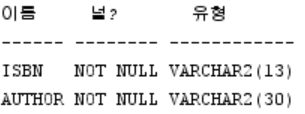 이름 널? 유형
------ -------- ------------
ISBN NOT NULL VARCHAR2(13)
AUTHOR NOT NULL VARCHAR2(30)